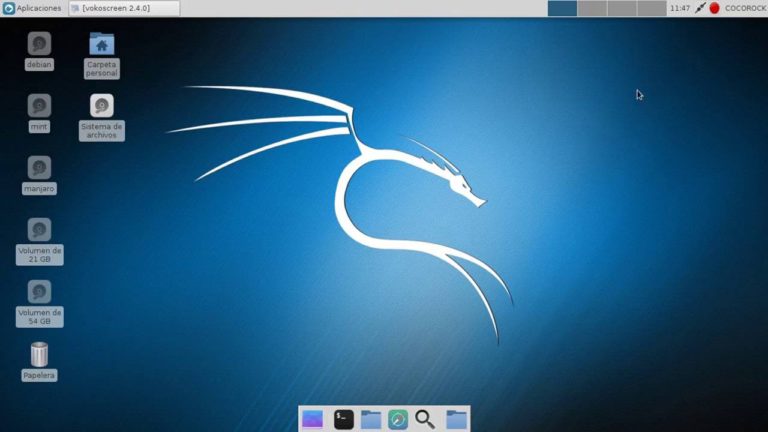 Aplicaciones
[vokoscreen 2.4.0]
11:47
COCOROCK
debian
Carpeta
personal
mint
Sistema de
archivos
manjaro
Volumen de
21 GB
Volumen de
54 GB
Papelera
$_